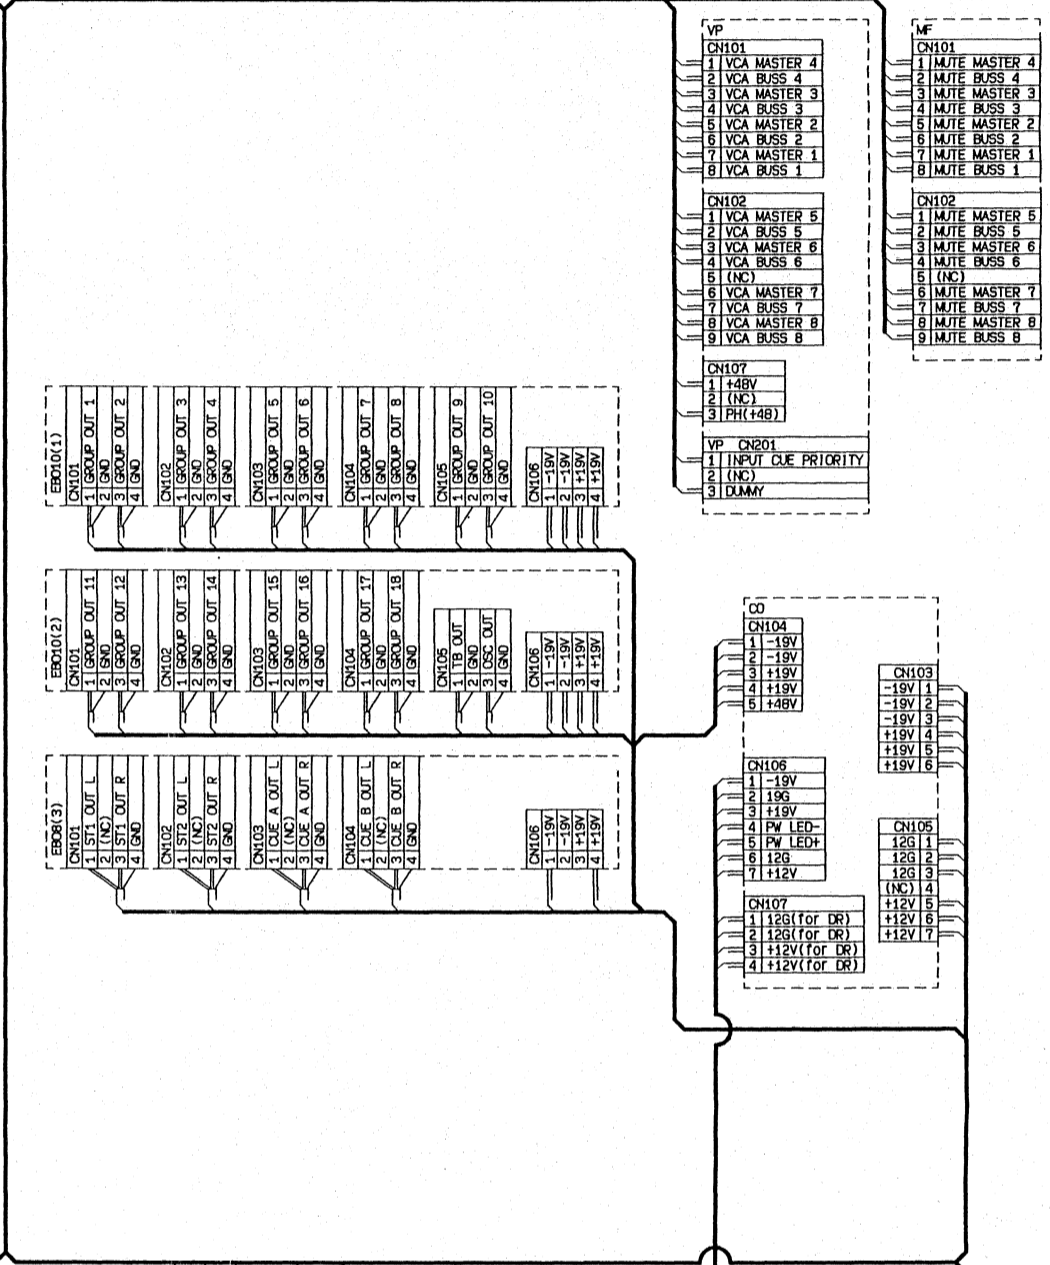 VP
CN101
1 VCA MASTER 4
2 VCA BUSS 4
3 VCA MASTER 3
4 VCA BUSS 3
5 VCA MASTER 2
6 VCA BUSS 2
7 VCA MASTER 1
8 VCA BUSS 1
CN102
1 VCA MASTER 5
2 VCA BUSS 5
3 VCA MASTER 6
4 VCA BUSS 6
5 (NC)
6 VCA MASTER 7
7 VCA BUSS 7
8 VCA MASTER 8
9 VCA BUSS 8
CN107
1 +48V
2 (NC)
3 PH(+48)
VP CN201
1 INPUT CUE PRIORITY
2 (NC)
3 DUMMY
MF
CN101
1 MUTE MASTER 4
2 MUTE BUSS 4
3 MUTE MASTER 3
4 MUTE BUSS 3
5 MUTE MASTER 2
6 MUTE BUSS 2
7 MUTE MASTER 1
8 MUTE BUSS 1
CN102
1 MUTE MASTER 5
2 MUTE BUSS 5
3 MUTE MASTER 6
4 MUTE BUSS 6
5 (NC)
6 MUTE MASTER 7
7 MUTE BUSS 7
8 MUTE MASTER 8
9 MUTE BUSS 8
EBO10(1)
CN101
1 GROUP OUT 1
2 GND
3 GROUP OUT 2
4 GND
CN102
1 GROUP OUT 3
2 GND
3 GROUP OUT 4
4 GND
CN103
1 GROUP OUT 5
2 GND
3 GROUP OUT 6
4 GND
CN104
1 GROUP OUT 7
2 GND
3 GROUP OUT 8
4 GND
CN105
1 GROUP OUT 9
2 GND
3 GROUP OUT 10
4 GND
CN106
1 -19V
2 -19V
3 +19V
4 +19V
EBO10(2)
CN101
1 GROUP OUT 11
2 GND
3 GROUP OUT 12
4 GND
CN102
1 GROUP OUT 13
2 GND
3 GROUP OUT 14
4 GND
CN103
1 GROUP OUT 15
2 GND
3 GROUP OUT 16
4 GND
CN104
1 GROUP OUT 17
2 GND
3 GROUP OUT 18
4 GND
CN105
1 TB OUT
2 GND
3 OSC OUT
4 GND
CN106
1 -19V
2 -19V
3 +19V
4 +19V
EBO8(3)
CN101
1 ST1 OUT L
2 (NC)
3 ST1 OUT R
4 GND
CN102
1 ST2 OUT L
2 (NC)
3 ST2 OUT R
4 GND
CN103
1 CUE A OUT L
2 (NC)
3 CUE A OUT R
4 GND
CN104
1 CUE B OUT L
2 (NC)
3 CUE B OUT R
4 GND
CN106
1 -19V
2 -19V
3 +19V
4 +19V
CO
CN104
1 -19V
2 -19V
3 +19V
4 +19V
5 +48V
CN106
1 -19V
2 19G
3 +19V
4 PW LED-
5 PW LED+
6 12G
7 +12V
CN107
1 12G(for DR)
2 12G(for DR)
3 +12V(for DR)
4 +12V(for DR)
CN103
-19V 1
-19V 2
-19V 3
+19V 4
+19V 5
+19V 6
CN105
12G 1
12G 2
12G 3
(NC) 4
+12V 5
+12V 6
+12V 7